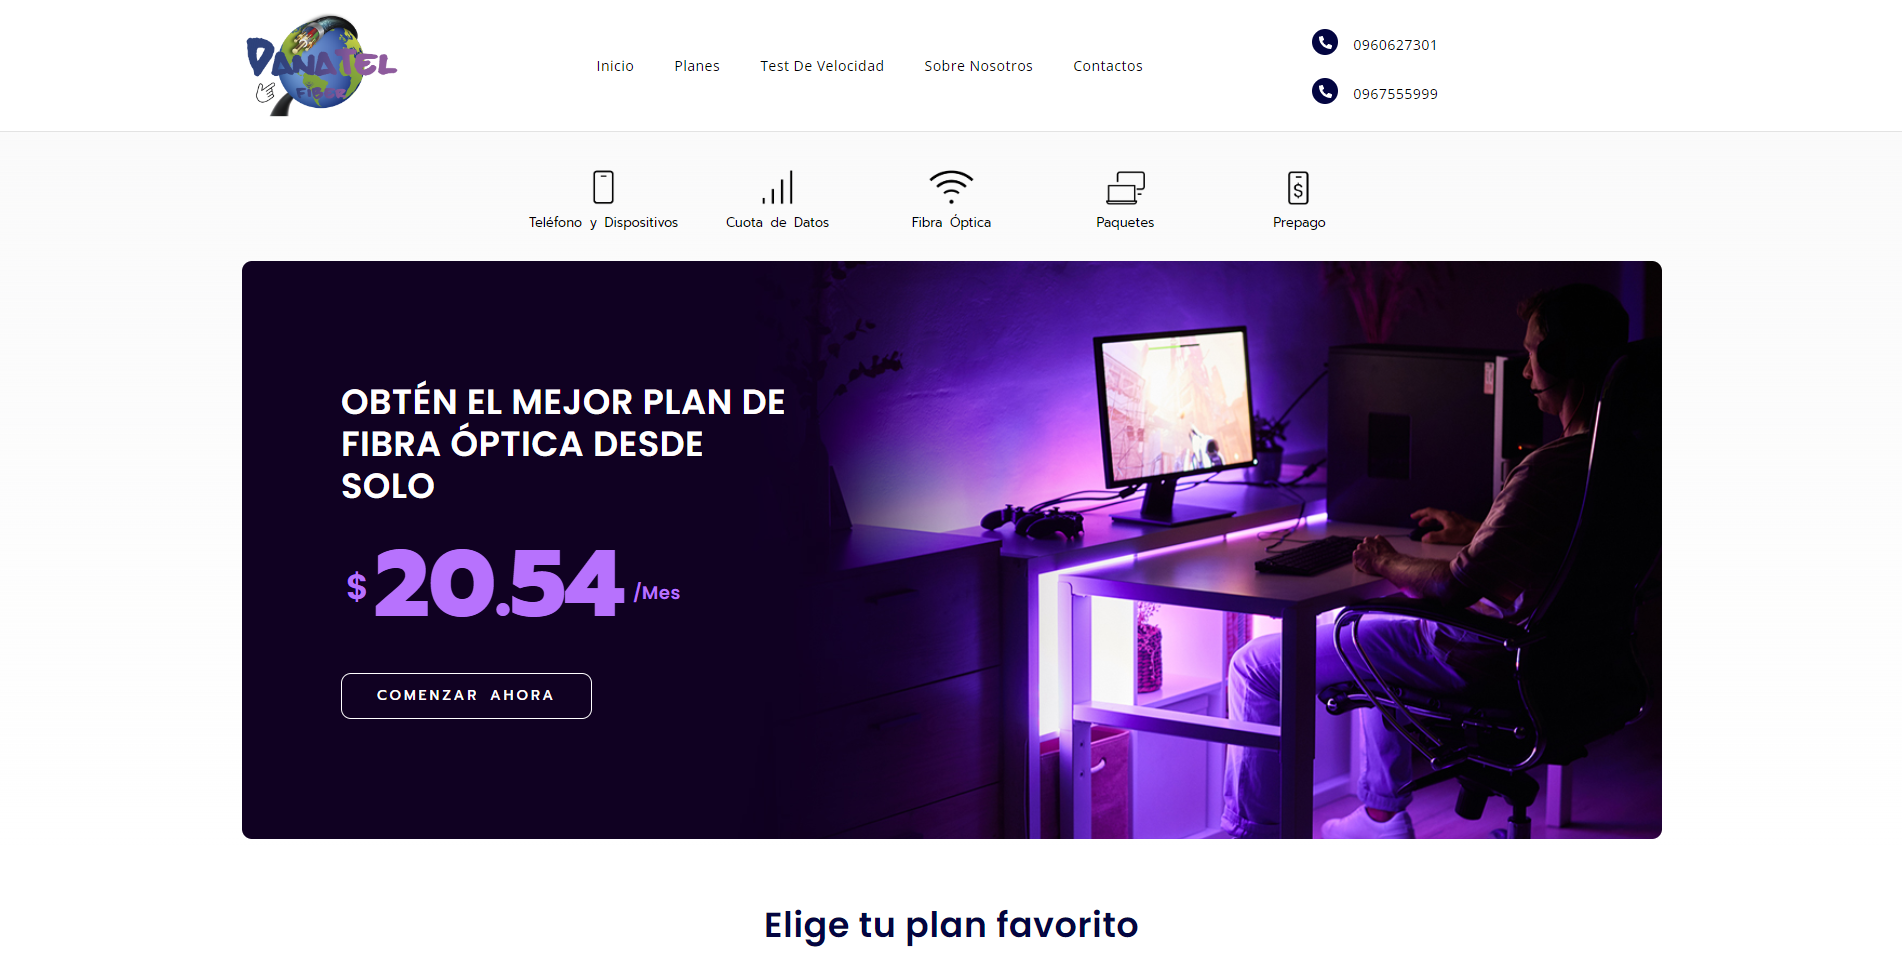 DANATEL
FIBER
Inicio
Planes
Test De Velocidad
Sobre Nosotros
Contactos
0960627301
0967555999
Teléfono y Dispositivos
Cuota de Datos
Fibra Óptica
Paquetes
Prepago
OBTÉN EL MEJOR PLAN DE
FIBRA ÓPTICA DESDE
SOLO
$ 20.54 /Mes
COMENZAR AHORA
Elige tu plan favorito